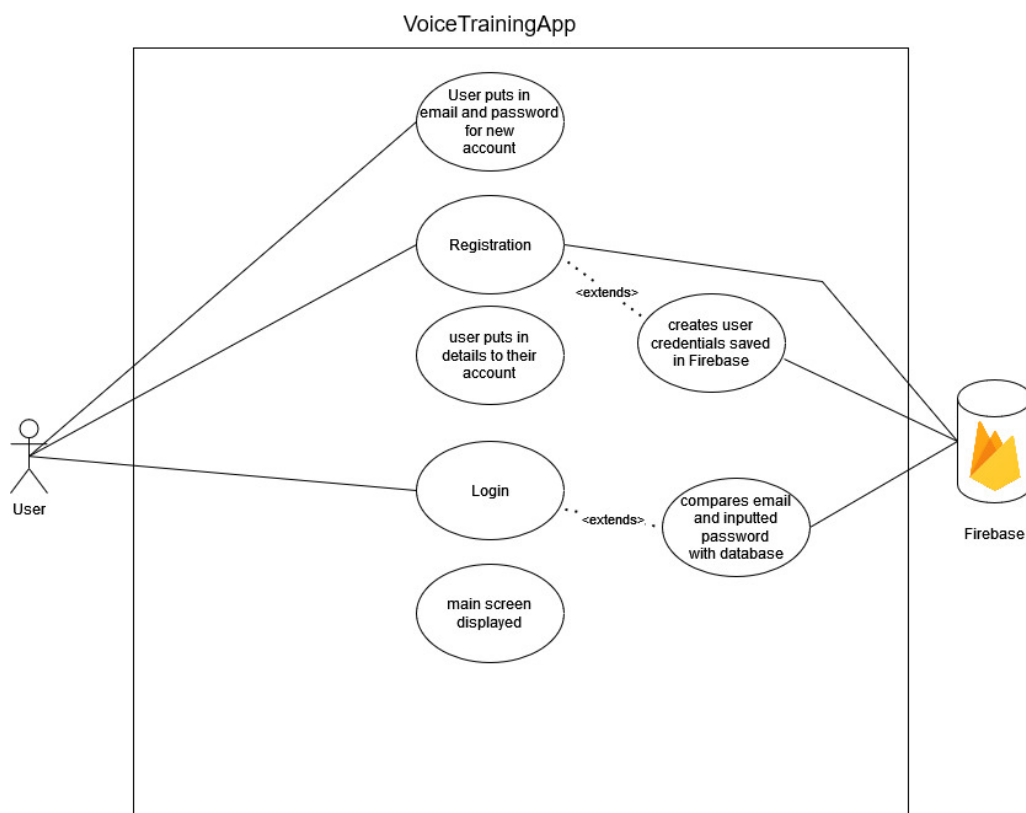 VoiceTrainingApp
User puts in
email and password
for new
account
Registration
<extends>
creates user
credentials saved
in Firebase
user puts in
details to their
account
User
Login
<extends>
compares email
and inputted
password
with database
Firebase
main screen
displayed